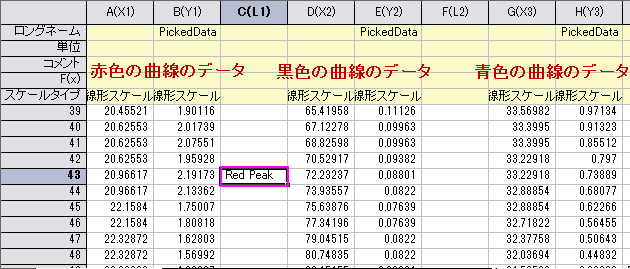 A(X1) B(Y1) C(L1) D(X2) E(Y2) F(L2) G(X3) H(Y3)
ロングネーム PickedData PickedData PickedData
単位
コメント 赤色の曲線のデータ 黒色の曲線のデータ 青色の曲線のデータ
F(x)
スケールタイプ 線形スケール 線形スケール 線形スケール 線形スケール 線形スケール 線形スケール
39 20.45521 1.90116 65.41958 0.11126 33.56982 0.97134
40 20.62553 2.01739 67.12278 0.09963 33.3995 0.91323
41 20.62553 2.07551 68.82598 0.09963 33.3995 0.85512
42 20.62553 1.95928 70.52917 0.09382 33.22918 0.797
43 20.96617 2.19173 Red Peak 72.23237 0.08801 33.22918 0.73889
44 20.96617 2.13362 73.93557 0.0822 32.88854 0.68077
45 22.1584 1.75007 75.63876 0.07639 32.88854 0.62266
46 22.1584 1.80818 77.34196 0.07639 32.71822 0.56455
47 22.32872 1.62803 79.04515 0.0822 32.37758 0.50643
48 22.32872 1.56992 80.74835 0.0822 32.03694 0.44832